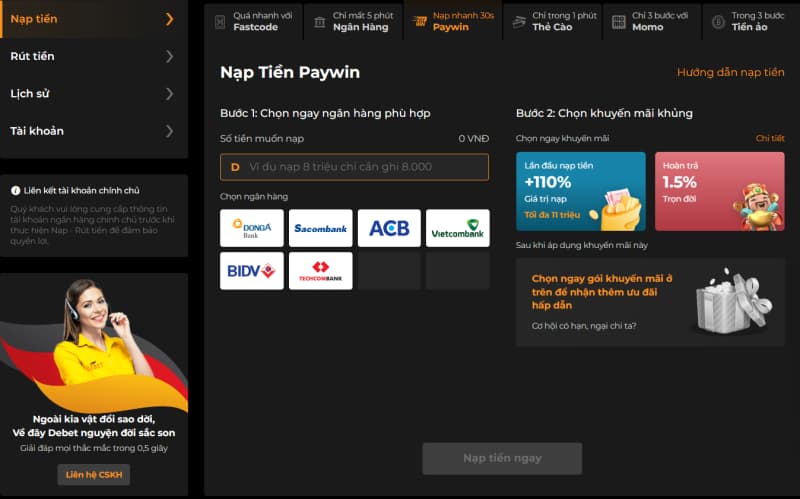 Nạp tiền
Rút tiền
Lịch sử
Tài khoản
Liên kết tài khoản chính chủ
Quý khách vui lòng cung cấp thông tin
tài khoản ngân hàng chính chủ trước khi
thực hiện Nạp - Rút tiền để đảm bảo
quyền lợi.
DEBET
Ngoài kia vật đổi sao dời,
Về đây Debet nguyện đời sắc son
Giải đáp mọi thắc mắc trong 0,5 giây
Liên hệ CSKH
Quá nhanh với
Fastcode
Chỉ mất 5 phút
Ngân Hàng
Nạp nhanh 30s
Paywin
Chỉ trong 1 phút
Thẻ Cào
Chỉ 3 bước với
Momo
Trong 3 bước
Tiền ảo
Nạp Tiền Paywin
Hướng dẫn nạp tiền
Bước 1: Chọn ngay ngân hàng phù hợp
Số tiền muốn nạp
0 VNĐ
D Ví dụ nạp 8 triệu chỉ cần ghi 8.000
Chọn ngân hàng
DONGA
Bank
Sacombank
ACB
Vietcombank
BIDV
TECHCOMBANK
Bước 2: Chọn khuyến mãi khủng
Chọn ngay khuyến mãi
Chi tiết
Lần đầu nạp tiền
+110%
Giá trị nạp
Tối đa 11 triệu
Hoàn trả
1.5%
Trọn đời
Sau khi áp dụng khuyến mãi này
Chọn ngay gói khuyến mãi ở
trên để nhận thêm ưu đãi
hấp dẫn
Cơ hội có hạn, ngại chi ta?
Nạp tiền ngay